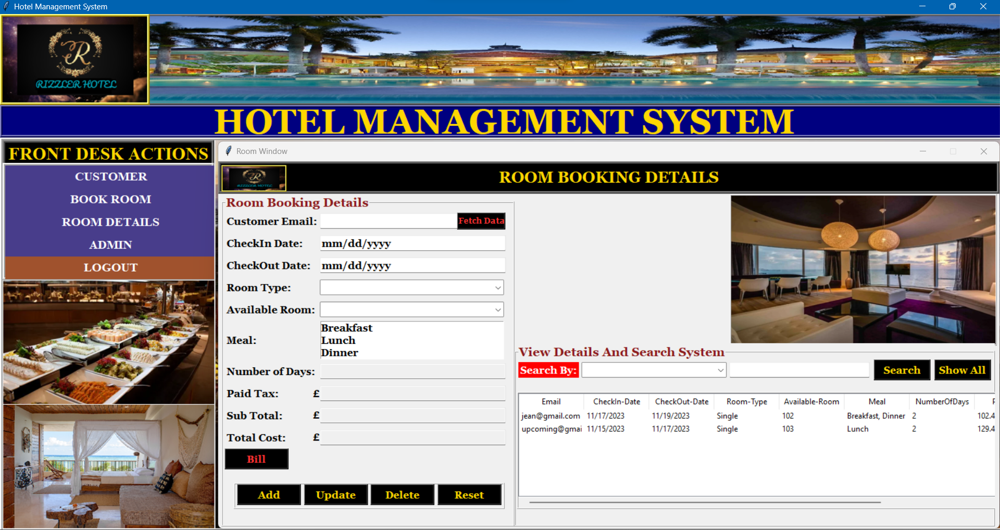 Hotel Management System
R
RIZZLER HOTEL
HOTEL MANAGEMENT SYSTEM
FRONT DESK ACTIONS
CUSTOMER
BOOK ROOM
ROOM DETAILS
ADMIN
LOGOUT
Room Window
R
RIZZLER HOTEL
ROOM BOOKING DETAILS
Room Booking Details
Customer Email: Fetch Data
CheckIn Date: mm/dd/yyyy
CheckOut Date: mm/dd/yyyy
Room Type:
Available Room:
Meal:
Breakfast
Lunch
Dinner
Number of Days:
Paid Tax: £
Sub Total: £
Total Cost: £
Bill
Add Update Delete Reset
View Details And Search System
Search By: Search Show All
Email CheckIn-Date CheckOut-Date Room-Type Available-Room Meal NumberOfDays
jean@gmail.com 11/17/2023 11/19/2023 Single 102 Breakfast, Dinner 2 102.4
upcoming@gmai 11/15/2023 11/17/2023 Single 103 Lunch 2 129.4